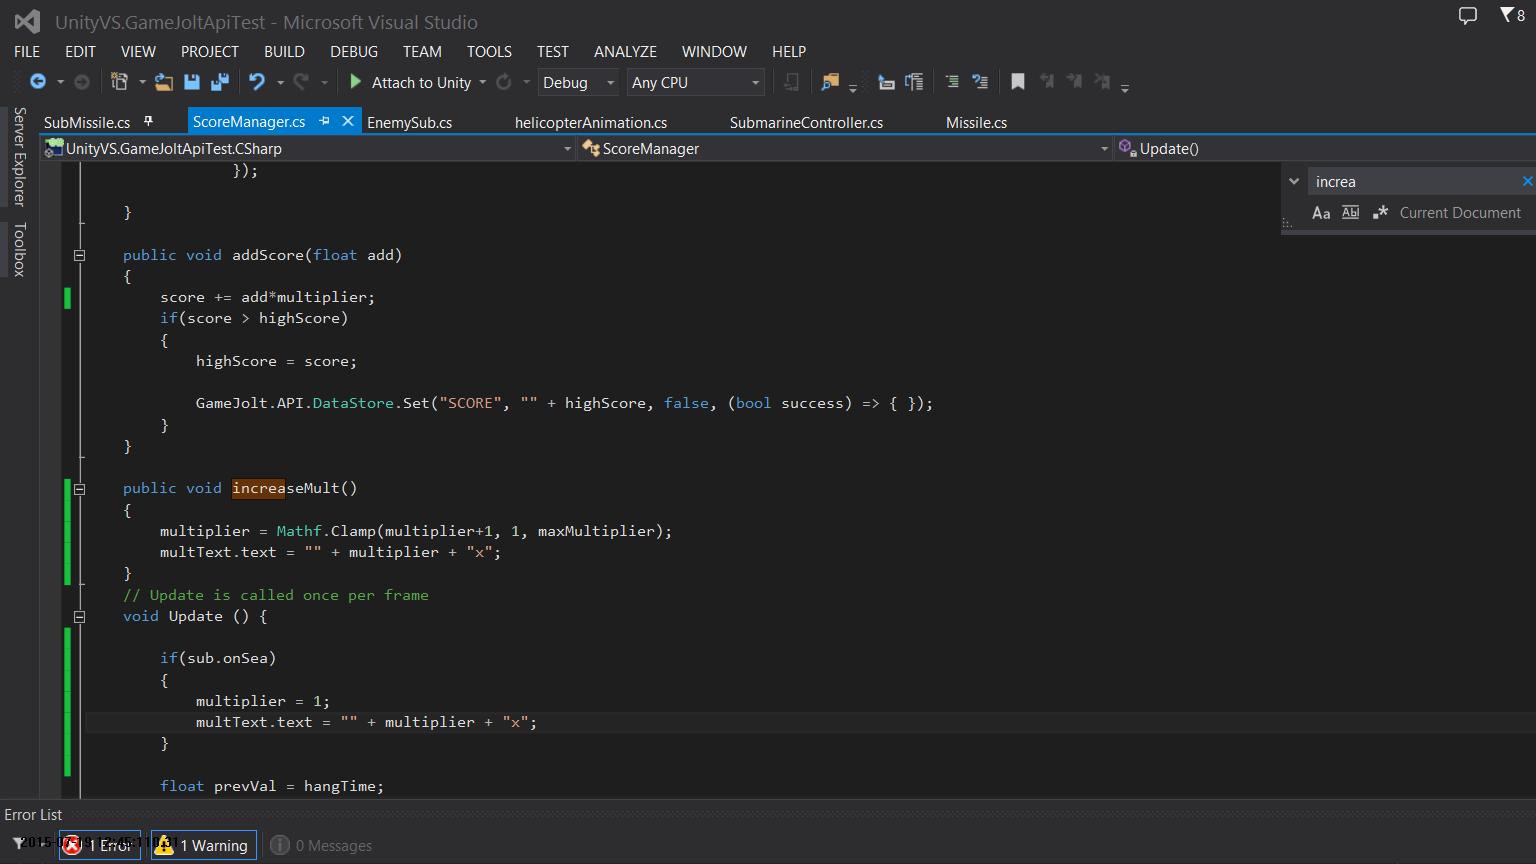 UnityVS.GameJoltApiTest - Microsoft Visual Studio
8
FILE EDIT VIEW PROJECT BUILD DEBUG TEAM TOOLS TEST ANALYZE WINDOW HELP
Attach to Unity Debug Any CPU
Server Explorer
Toolbox
SubMissile.cs ScoreManager.cs EnemySub.cs helicopterAnimation.cs SubmarineController.cs Missile.cs
UnityVS.GameJoltApiTest.CSharp ScoreManager Update()
increa
Aa Abl .* Current Document
});
}
public void addScore(float add)
{
score += add*multiplier;
if(score > highScore)
{
highScore = score;
GameJolt.API.DataStore.Set("SCORE", "" + highScore, false, (bool success) => { });
}
}
public void increaseMult()
{
multiplier = Mathf.Clamp(multiplier+1, 1, maxMultiplier);
multText.text = "" + multiplier + "x";
}
// Update is called once per frame
void Update () {
if(sub.onSea)
{
multiplier = 1;
multText.text = "" + multiplier + "x";
}
float prevVal = hangTime;
Error List
1 Error 1 Warning 0 Messages